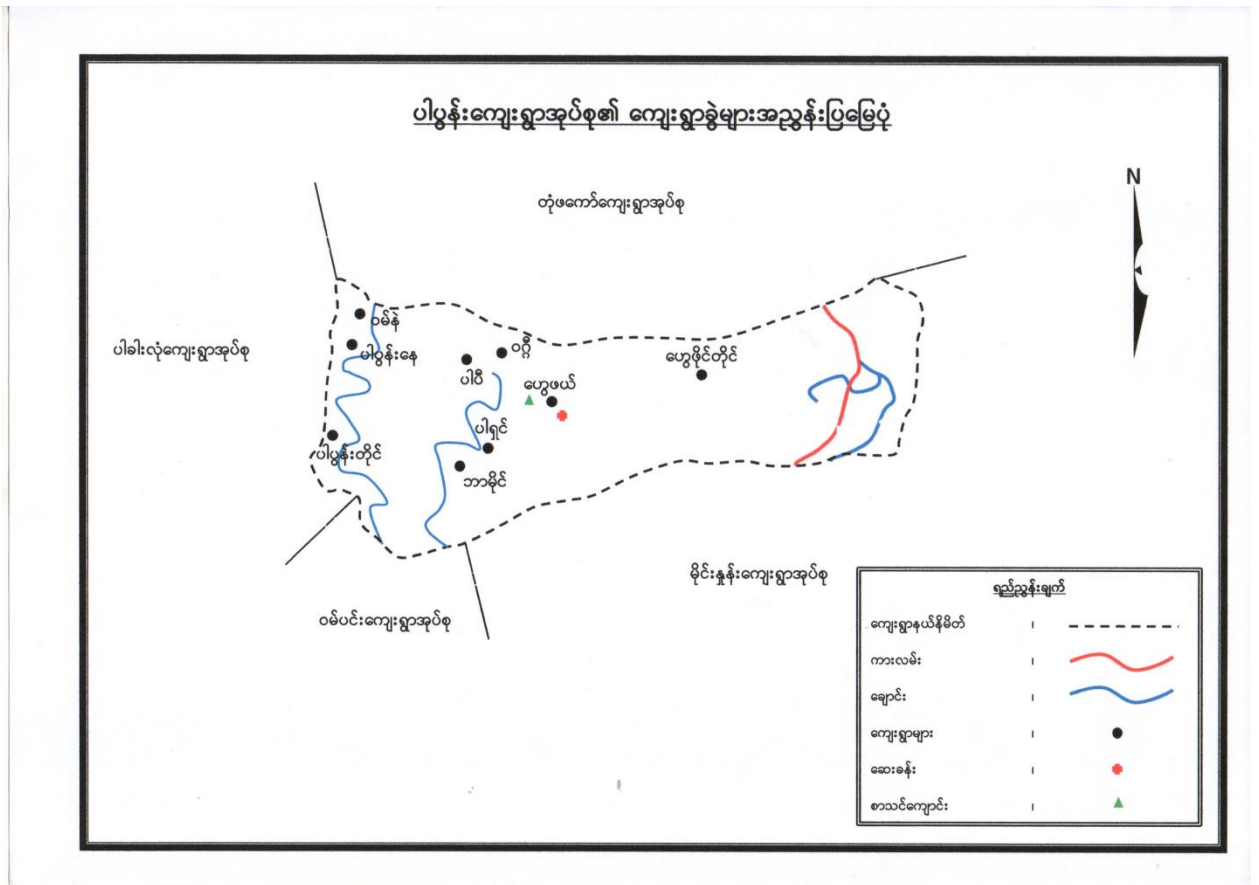 ပါပွန်းကျေးရွာအုပ်စု၏ ကျေးရွာခွဲများအညွှန်းပြမြေပုံ
N
တုံဖကော်ကျေးရွာအုပ်စု
ပါခါးလုံကျေးရွာအုပ်စု
ဝမ်နဲ
ပါပွန်းနေ
ဝဂ္ဂီ
ပါပီ
ဟွေဖိုင်တိုင်
ဟွေဖယ်
ပါရှင်
ပါပွန်းတိုင်
ဘာမိုင်
မိုင်းနှုန်းကျေးရွာအုပ်စု
ဝမ်ပင်းကျေးရွာအုပ်စု
ရည်ညွှန်းချက်
ကျေးရွာနယ်နိမိတ် ၊
ကားလမ်း ၊
ချောင်း ၊
ကျေးရွာများ ၊
ဆေးခန်း ၊
စာသင်ကျောင်း ၊